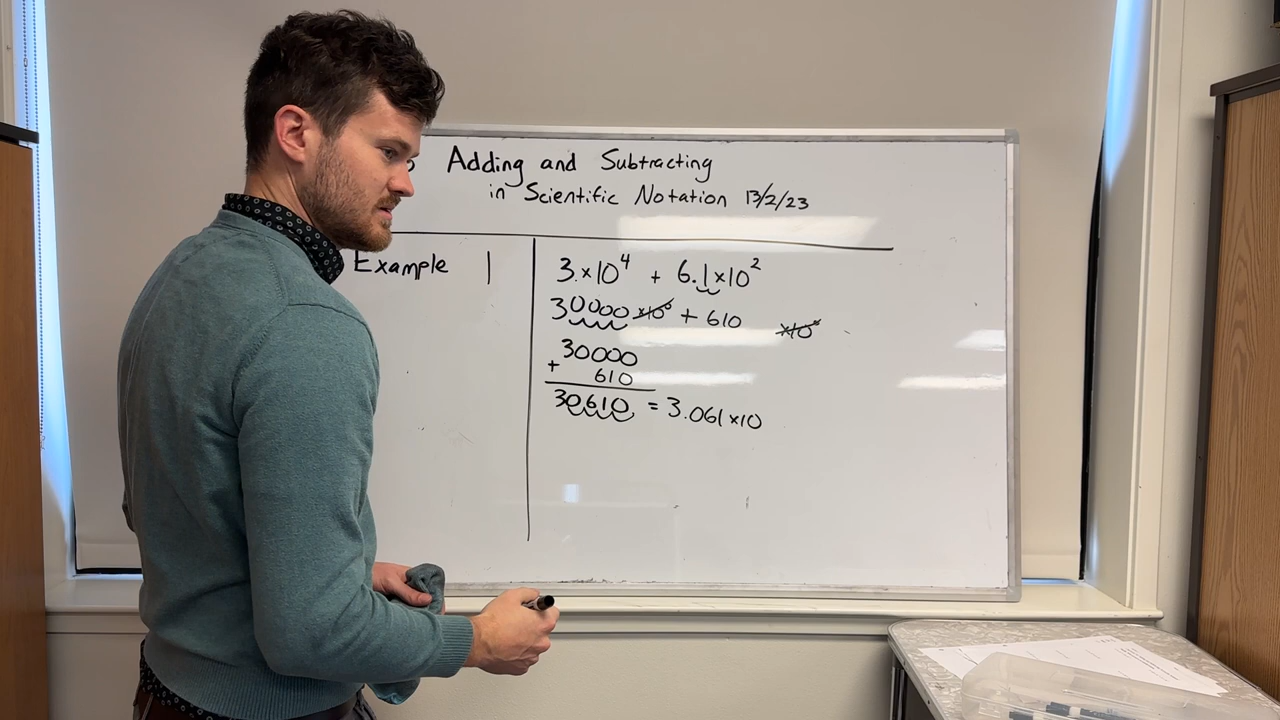 Adding and Subtracting
in Scientific Notation 13/2/23
Example 1
3.×10⁴ + 6.1×10²
30000 ×10⁰ + 610 ×10⁰
30000
+ 610
30610 = 3.061×10